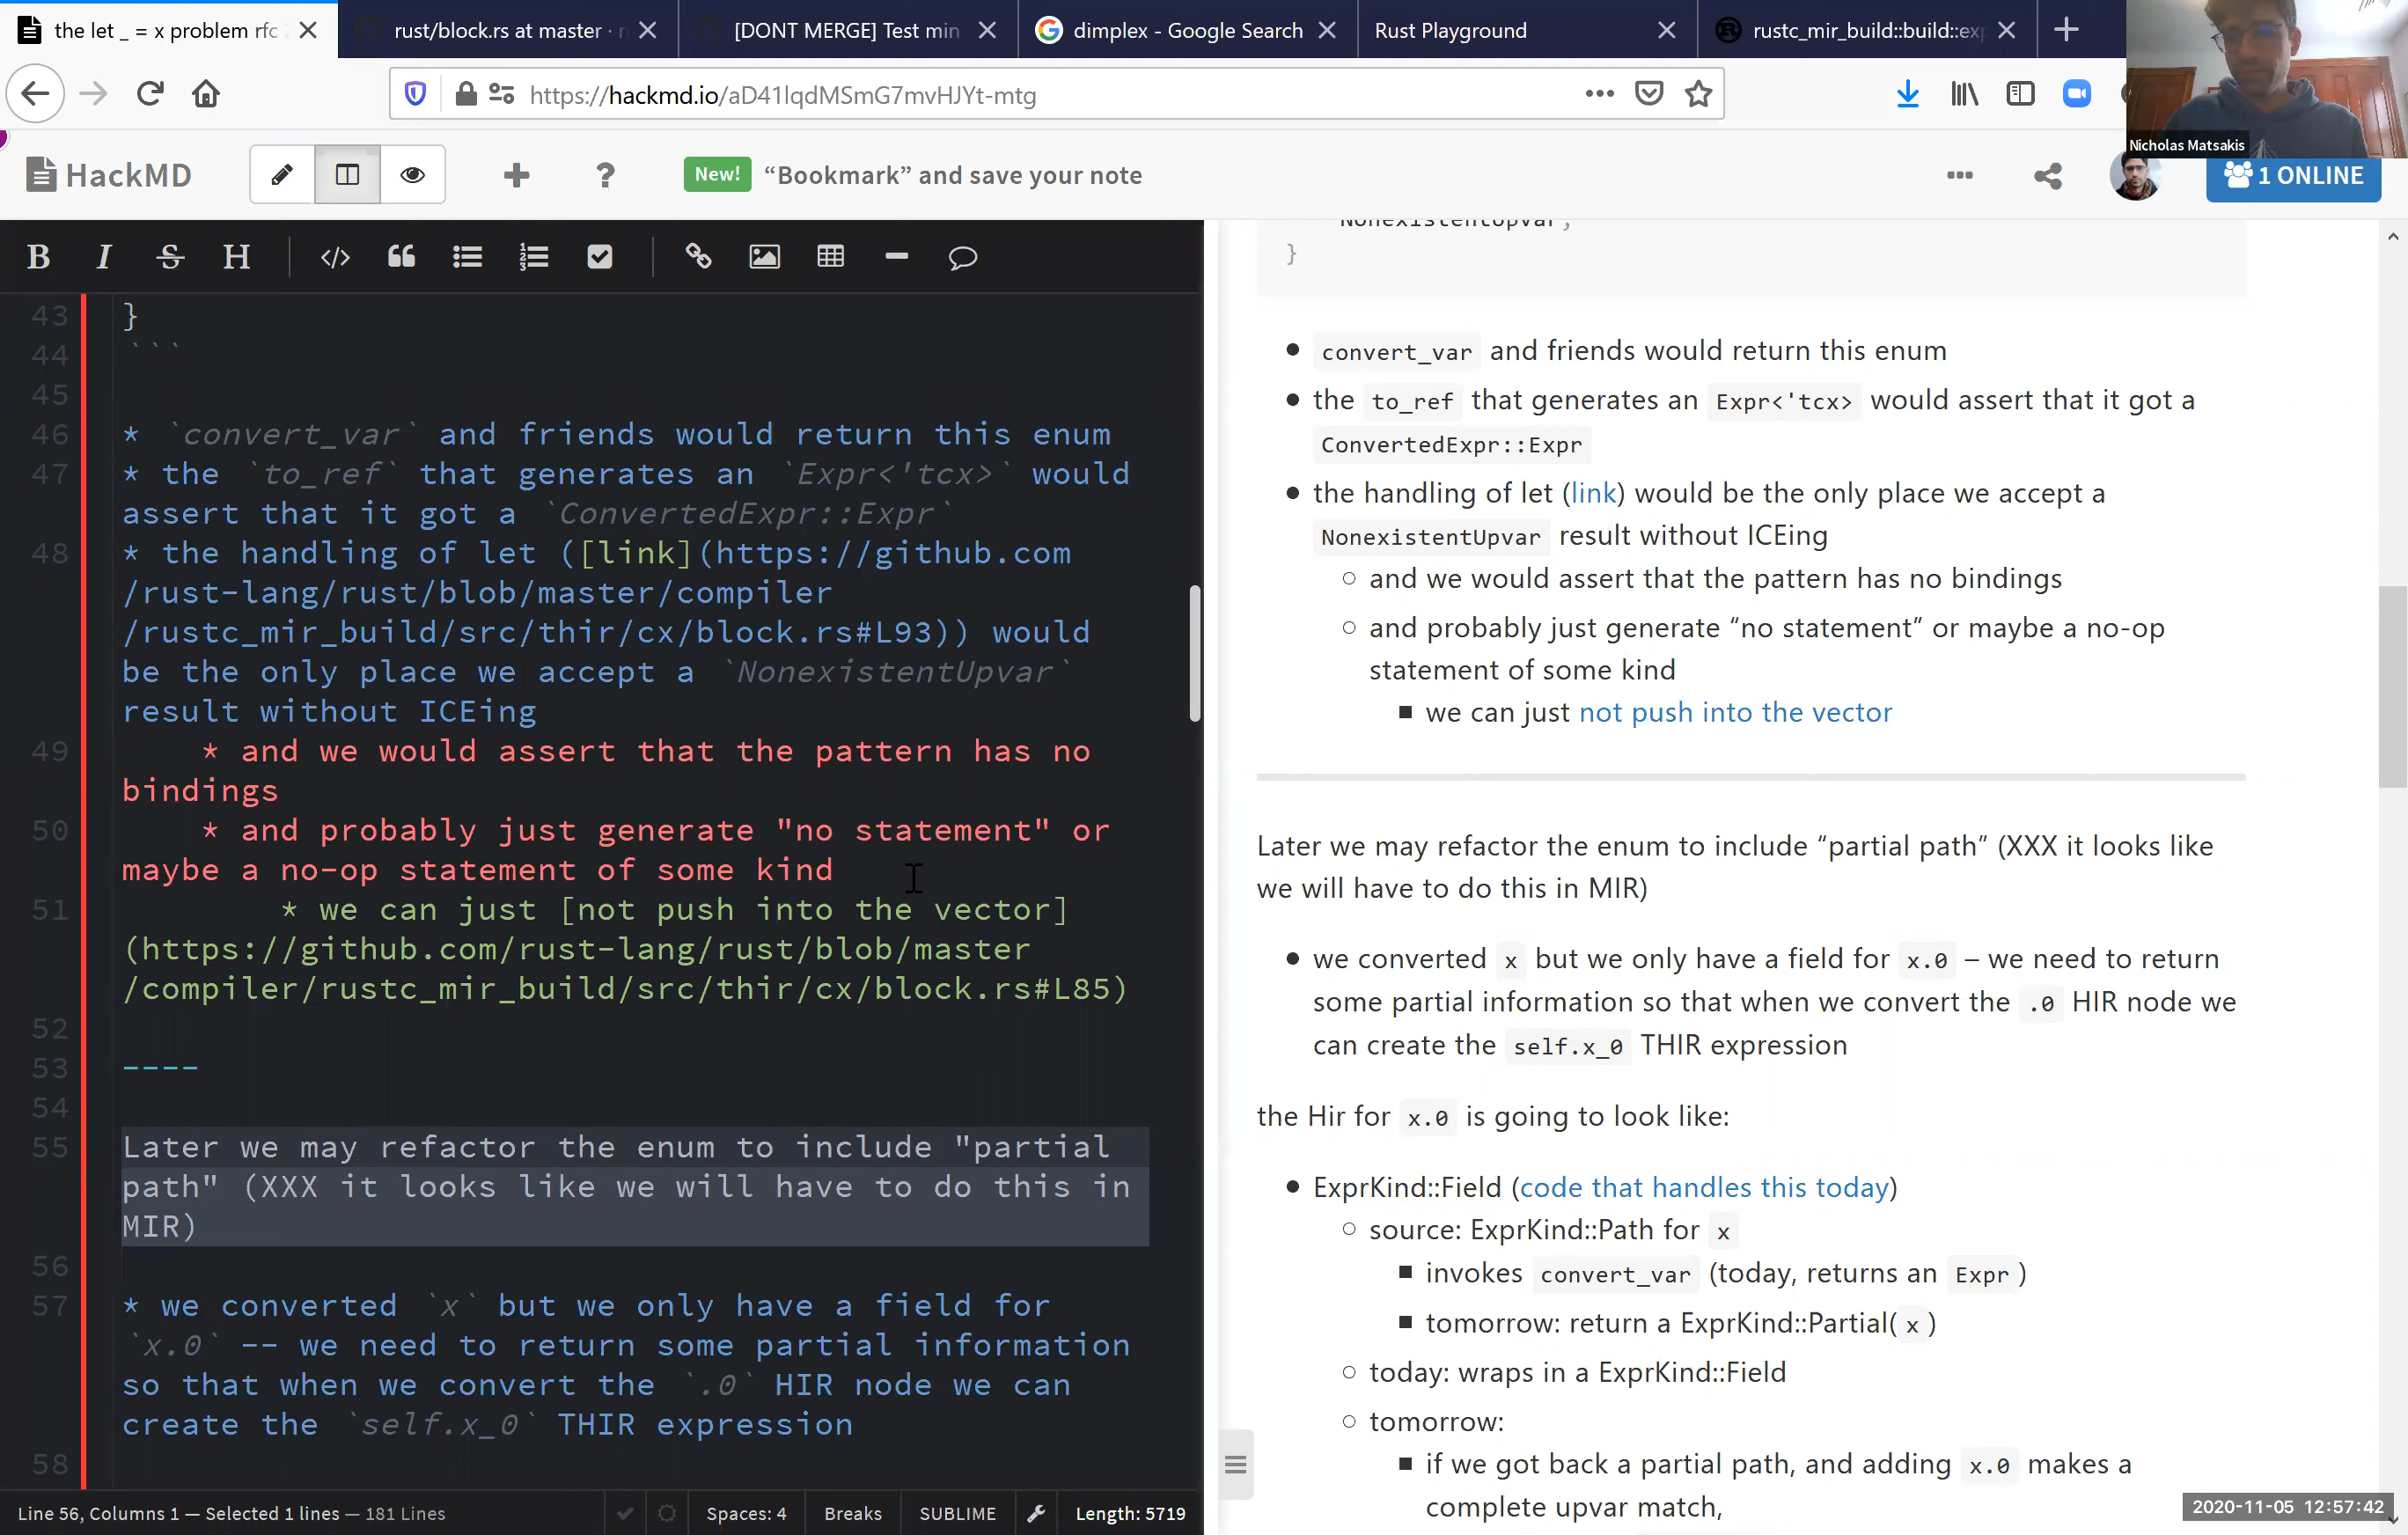 the let _ = x problem rfc
rust/block.rs at master ·
[DONT MERGE] Test min
dimplex - Google Search
Rust Playground
rustc_mir_build::build::exp
https://hackmd.io/aD41lqdMSmG7mvHJYt-mtg
Nicholas Matsakis
HackMD
New! “Bookmark” and save your note
1 ONLINE
B I S H
43 }
44 ```
45
46 * `convert_var` and friends would return this enum
47 * the `to_ref` that generates an `Expr<'tcx>` would
assert that it got a `ConvertedExpr::Expr`
48 * the handling of let ([link](https://github.com
/rust-lang/rust/blob/master/compiler
/rustc_mir_build/src/thir/cx/block.rs#L93)) would
be the only place we accept a `NonexistentUpvar`
result without ICEing
49 * and we would assert that the pattern has no
bindings
50 * and probably just generate "no statement" or
maybe a no-op statement of some kind
51 * we can just [not push into the vector]
(https://github.com/rust-lang/rust/blob/master
/compiler/rustc_mir_build/src/thir/cx/block.rs#L85)
52
53 ----
54
55 Later we may refactor the enum to include "partial
path" (XXX it looks like we will have to do this in
MIR)
56
57 * we converted `x` but we only have a field for
`x.0` -- we need to return some partial information
so that when we convert the `.0` HIR node we can
create the `self.x_0` THIR expression
58
Line 56, Columns 1 — Selected 1 lines — 181 Lines
Spaces: 4
Breaks
SUBLIME
Length: 5719
NonexistentUpvar,
}
• convert_var and friends would return this enum
• the to_ref that generates an Expr<'tcx> would assert that it got a
ConvertedExpr::Expr
• the handling of let (link) would be the only place we accept a
NonexistentUpvar result without ICEing
○ and we would assert that the pattern has no bindings
○ and probably just generate “no statement” or maybe a no-op
statement of some kind
■ we can just not push into the vector
Later we may refactor the enum to include “partial path” (XXX it looks like
we will have to do this in MIR)
• we converted x but we only have a field for x.0 – we need to return
some partial information so that when we convert the .0 HIR node we
can create the self.x_0 THIR expression
the Hir for x.0 is going to look like:
• ExprKind::Field (code that handles this today)
○ source: ExprKind::Path for x
■ invokes convert_var (today, returns an Expr )
■ tomorrow: return a ExprKind::Partial( x )
○ today: wraps in a ExprKind::Field
○ tomorrow:
■ if we got back a partial path, and adding x.0 makes a
complete upvar match,
2020-11-05 12:57:42